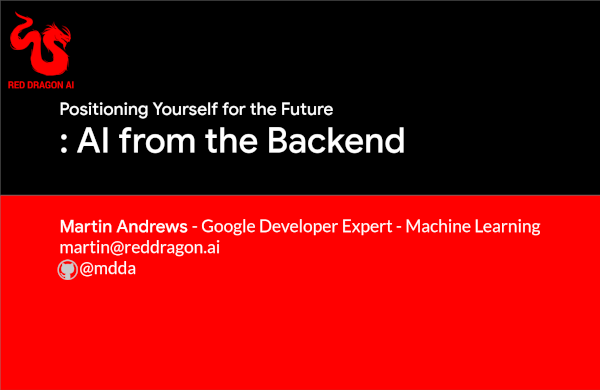 RED DRAGON AI
Positioning Yourself for the Future
: AI from the Backend
Martin Andrews - Google Developer Expert - Machine Learning
martin@reddragon.ai
@mdda